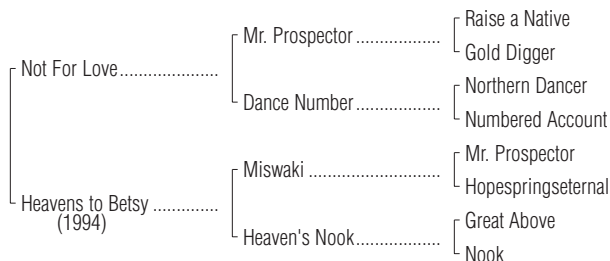 Raise a Native
Mr. Prospector ....................
Gold Digger
Not For Love .......................
Northern Dancer
Dance Number ....................
Numbered Account
Mr. Prospector
Miswaki ...............................
Hopespringseternal
Heavens to Betsy ...............
(1994)
Great Above
Heaven's Nook ....................
Nook